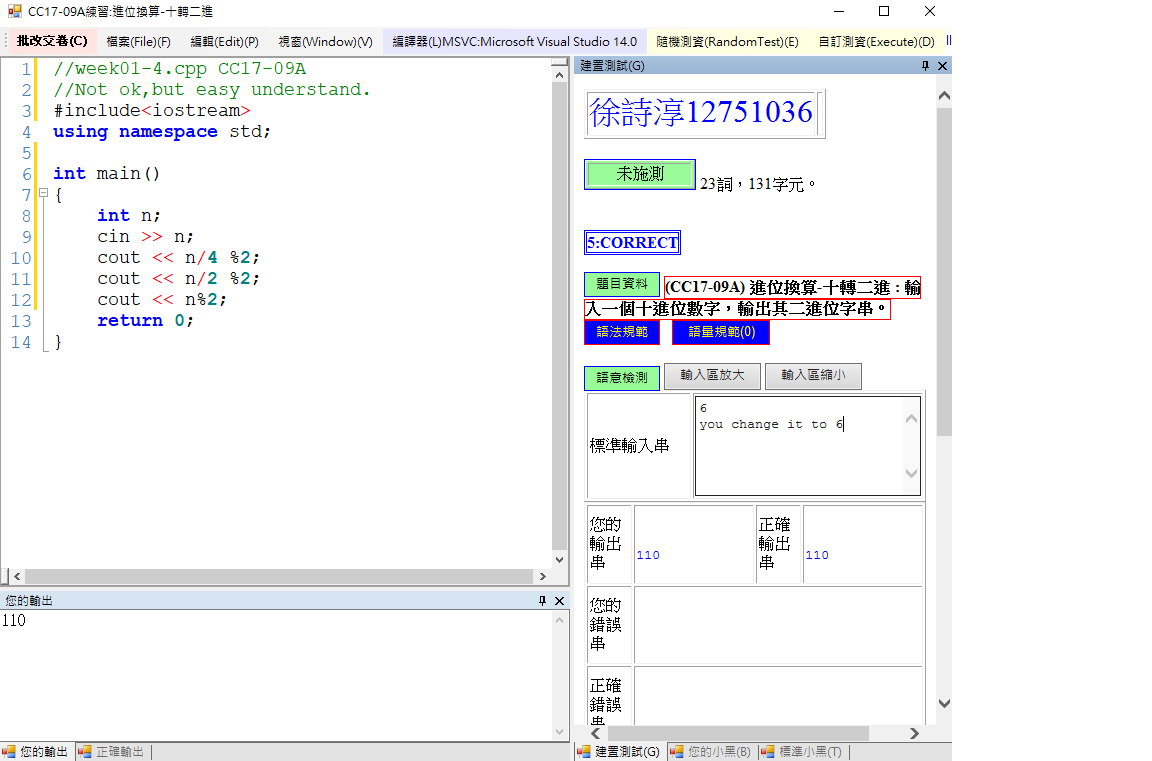 CC17-09A練習:進位換算-十轉二進
批改交卷(C) 檔案(File)(F) 編輯(Edit)(P) 視窗(Window)(V) 編譯器(L)MSVC:Microsoft Visual Studio 14.0 隨機測資(RandomTest)(E) 自訂測資(Execute)(D)
1 //week01-4.cpp CC17-09A
2 //Not ok,but easy understand.
3 #include<iostream>
4 using namespace std;
5
6 int main()
7 {
8 int n;
9 cin >> n;
10 cout << n/4 %2;
11 cout << n/2 %2;
12 cout << n%2;
13 return 0;
14 }
您的輸出
110
您的輸出 正確輸出
建置測試(G)
徐詩淳12751036
未施測 23詞，131字元。
5:CORRECT
題目資料 (CC17-09A) 進位換算-十轉二進 : 輸
入一個十進位數字，輸出其二進位字串。
語法規範 語量規範(0)
語意檢測 輸入區放大 輸入區縮小
標準輸入串
6
you change it to 6
您的
輸出
串
110
正確
輸出
串
110
您的
錯誤
串
正確
錯誤
串
建置測試(G) 您的小黑(B) 標準小黑(T)